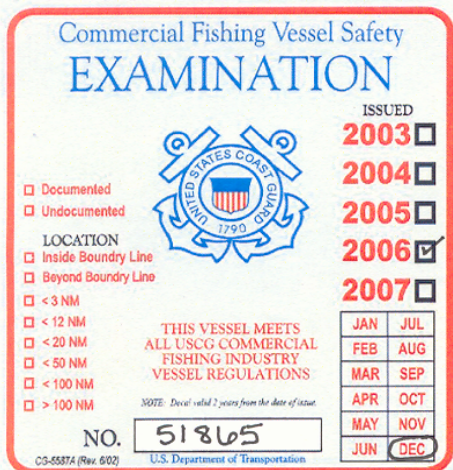 Commercial Fishing Vessel Safety
EXAMINATION
ISSUED
2003
2004
2005
2006
2007
UNITED STATES COAST GUARD
1790
Documented
Undocumented
LOCATION
Inside Boundry Line
Beyond Boundry Line
< 3 NM
< 12 NM
< 20 NM
< 50 NM
< 100 NM
> 100 NM
THIS VESSEL MEETS
ALL USCG COMMERCIAL
FISHING INDUSTRY
VESSEL REGULATIONS
NOTE: Decal valid 2 years from the date of issue.
JAN JUL
FEB AUG
MAR SEP
APR OCT
MAY NOV
JUN DEC
NO. 51865
CG-5587A (Rev. 6/02)
U.S. Department of Transportation